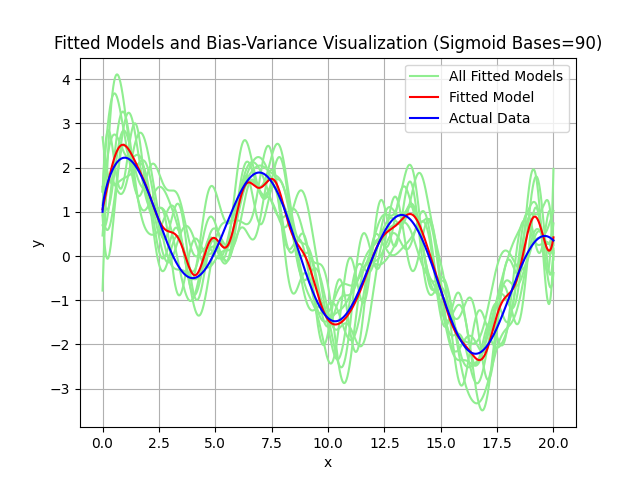 Fitted Models and Bias-Variance Visualization (Sigmoid Bases=90)
All Fitted Models
Fitted Model
Actual Data
4
3
2
1
0
−1
−2
−3
y
0.0 2.5 5.0 7.5 10.0 12.5 15.0 17.5 20.0
x